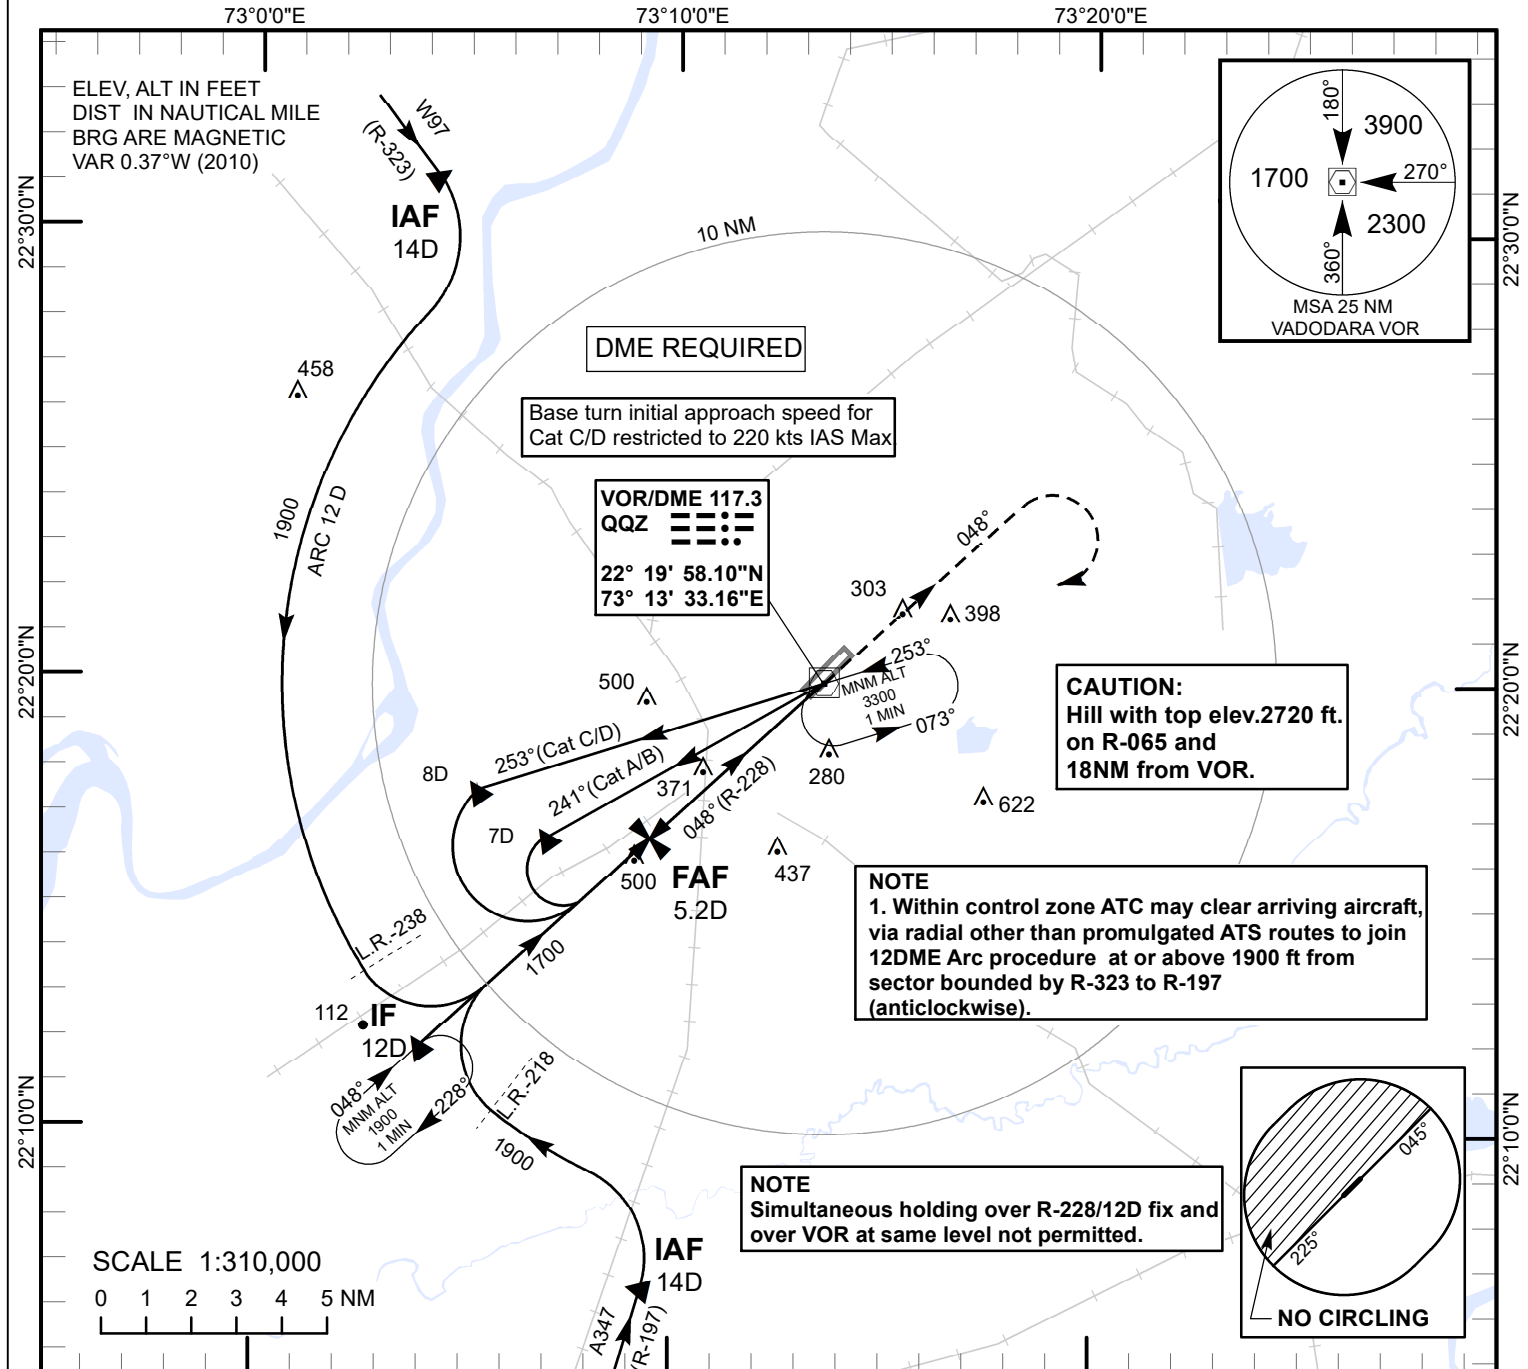 73°0'0"E
73°10'0"E
73°20'0"E
ELEV, ALT IN FEET
DIST IN NAUTICAL MILE
BRG ARE MAGNETIC
VAR 0.37°W (2010)
W97
(R-323)
IAF
14D
180°
3900
1700
270°
2300
360°
MSA 25 NM
VADODARA VOR
22°30'0"N
22°30'0"N
10 NM
DME REQUIRED
458
Base turn initial approach speed for
Cat C/D restricted to 220 kts IAS Max.
1900
ARC 12 D
VOR/DME 117.3
QQZ
22° 19' 58.10"N
73° 13' 33.16"E
048°
303
398
253°
MNM ALT
3300
1 MIN
073°
22°20'0"N
22°20'0"N
500
CAUTION:
Hill with top elev.2720 ft.
on R-065 and
18NM from VOR.
253°(Cat C/D)
8D
241°(Cat A/B)
371
280
048°(R-228)
622
7D
500
FAF
5.2D
437
NOTE
1. Within control zone ATC may clear arriving aircraft,
via radial other than promulgated ATS routes to join
12DME Arc procedure at or above 1900 ft from
sector bounded by R-323 to R-197
(anticlockwise).
L.R.-238
1700
112
IF
12D
048°
MNM ALT
1900
1 MIN
228°
L.R.-218
1900
22°10'0"N
22°10'0"N
045°
225°
NO CIRCLING
NOTE
Simultaneous holding over R-228/12D fix and
over VOR at same level not permitted.
IAF
14D
A347
(R-197)
SCALE 1:310,000
0 1 2 3 4 5 NM